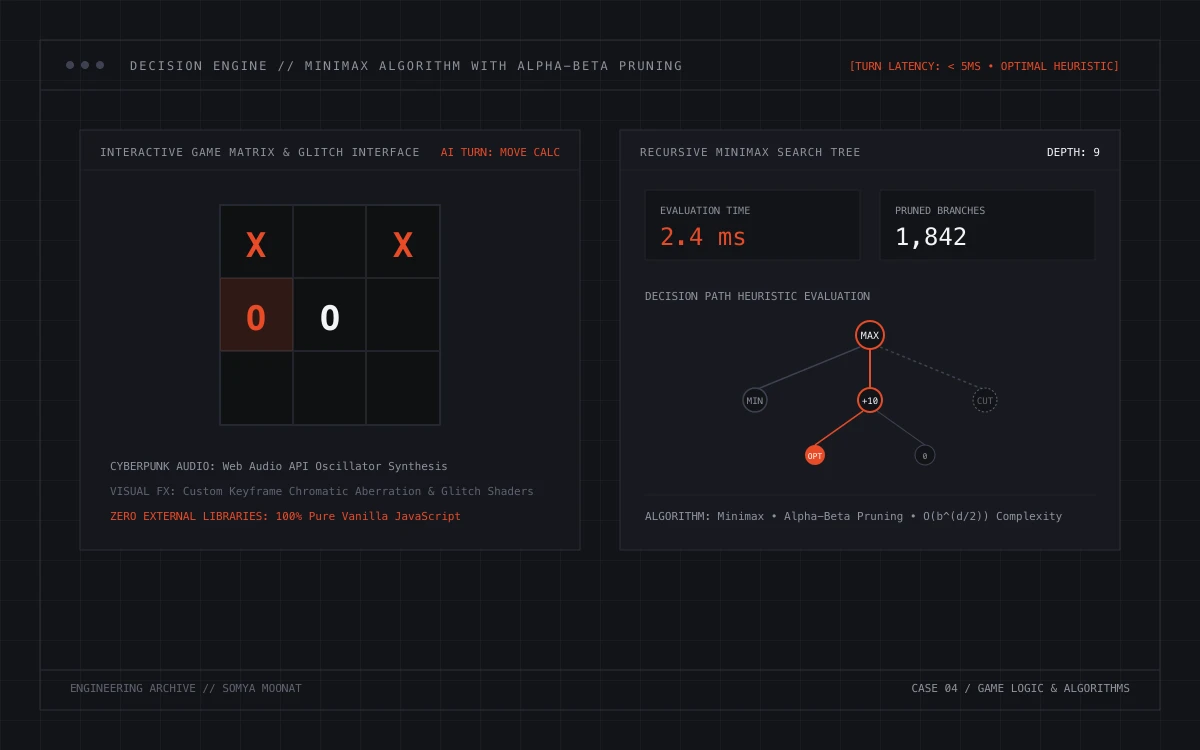 DECISION ENGINE // MINIMAX ALGORITHM WITH ALPHA−BETA PRUNING
[TURN LATENCY: < 5MS • OPTIMAL HEURISTIC]
INTERACTIVE GAME MATRIX & GLITCH INTERFACE
AI TURN: MOVE CALC
X X
O O
CYBERPUNK AUDIO: Web Audio API Oscillator Synthesis
VISUAL FX: Custom Keyframe Chromatic Aberration & Glitch Shaders
ZERO EXTERNAL LIBRARIES: 100% Pure Vanilla JavaScript
RECURSIVE MINIMAX SEARCH TREE
DEPTH: 9
EVALUATION TIME
2.4 ms
PRUNED BRANCHES
1,842
DECISION PATH HEURISTIC EVALUATION
MAX
MIN
+10
CUT
OPT
0
ALGORITHM: Minimax • Alpha−Beta Pruning • O(b^(d/2)) Complexity
ENGINEERING ARCHIVE // SOMYA MOONAT
CASE 04 / GAME LOGIC & ALGORITHMS